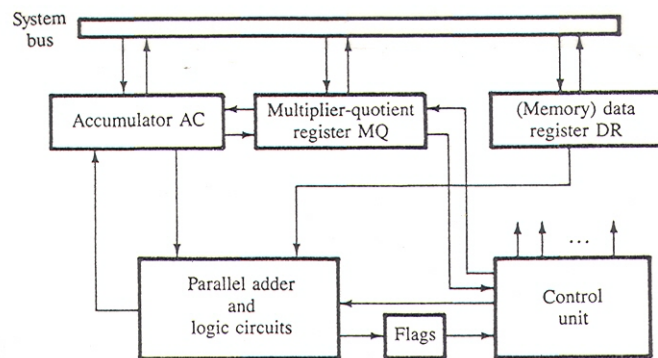 System
bus
Accumulator AC
Multiplier-quotient
register MQ
(Memory) data
register DR
Parallel adder
and
logic circuits
Flags
...
Control
unit